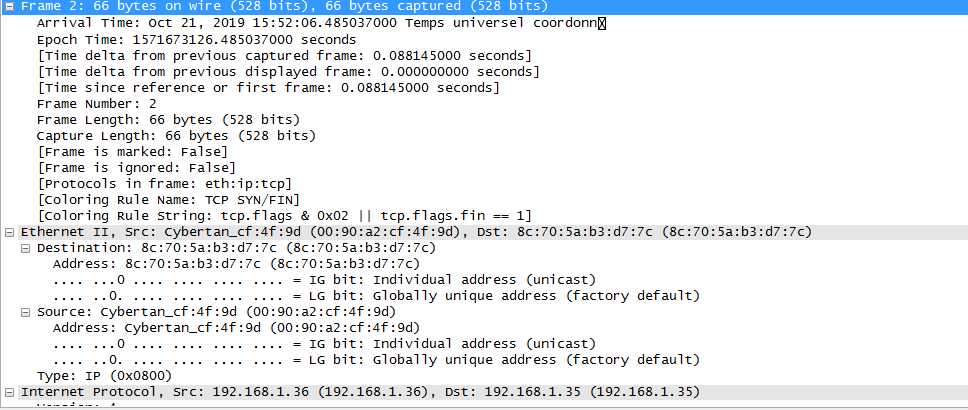 Frame 2: 66 bytes on wire (528 bits), 66 bytes captured (528 bits)
Arrival Time: Oct 21, 2019 15:52:06.485037000 Temps universel coordonn
Epoch Time: 1571673126.485037000 seconds
[Time delta from previous captured frame: 0.088145000 seconds]
[Time delta from previous displayed frame: 0.000000000 seconds]
[Time since reference or first frame: 0.088145000 seconds]
Frame Number: 2
Frame Length: 66 bytes (528 bits)
Capture Length: 66 bytes (528 bits)
[Frame is marked: False]
[Frame is ignored: False]
[Protocols in frame: eth:ip:tcp]
[Coloring Rule Name: TCP SYN/FIN]
[Coloring Rule String: tcp.flags & 0x02 || tcp.flags.fin == 1]
Ethernet II, Src: Cybertan_cf:4f:9d (00:90:a2:cf:4f:9d), Dst: 8c:70:5a:b3:d7:7c (8c:70:5a:b3:d7:7c)
Destination: 8c:70:5a:b3:d7:7c (8c:70:5a:b3:d7:7c)
Address: 8c:70:5a:b3:d7:7c (8c:70:5a:b3:d7:7c)
.... ...0 .... .... .... .... = IG bit: Individual address (unicast)
.... ..0. .... .... .... .... = LG bit: Globally unique address (factory default)
Source: Cybertan_cf:4f:9d (00:90:a2:cf:4f:9d)
Address: Cybertan_cf:4f:9d (00:90:a2:cf:4f:9d)
.... ...0 .... .... .... .... = IG bit: Individual address (unicast)
.... ..0. .... .... .... .... = LG bit: Globally unique address (factory default)
Type: IP (0x0800)
Internet Protocol, Src: 192.168.1.36 (192.168.1.36), Dst: 192.168.1.35 (192.168.1.35)